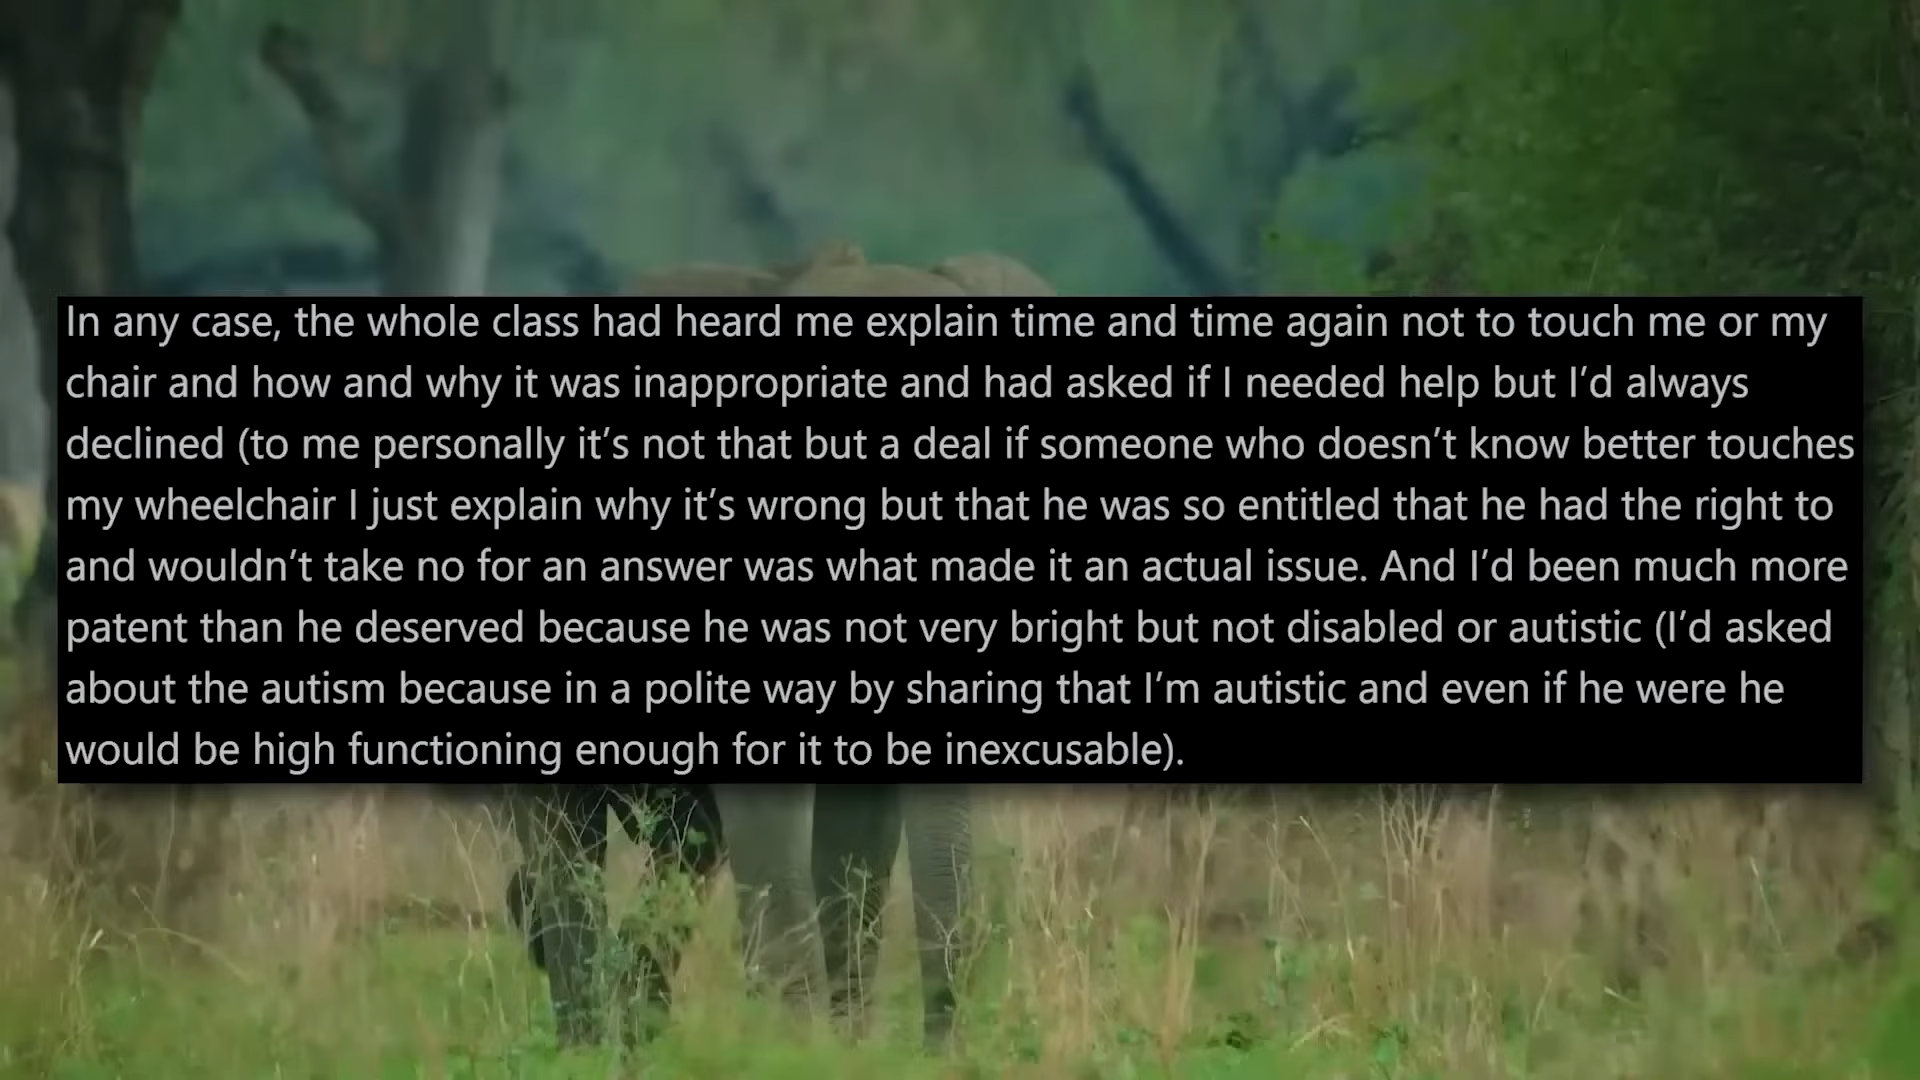 In any case, the whole class had heard me explain time and time again not to touch me or my
chair and how and why it was inappropriate and had asked if I needed help but I’d always
declined (to me personally it’s not that but a deal if someone who doesn’t know better touches
my wheelchair I just explain why it’s wrong but that he was so entitled that he had the right to
and wouldn’t take no for an answer was what made it an actual issue. And I’d been much more
patent than he deserved because he was not very bright but not disabled or autistic (I’d asked
about the autism because in a polite way by sharing that I’m autistic and even if he were he
would be high functioning enough for it to be inexcusable).